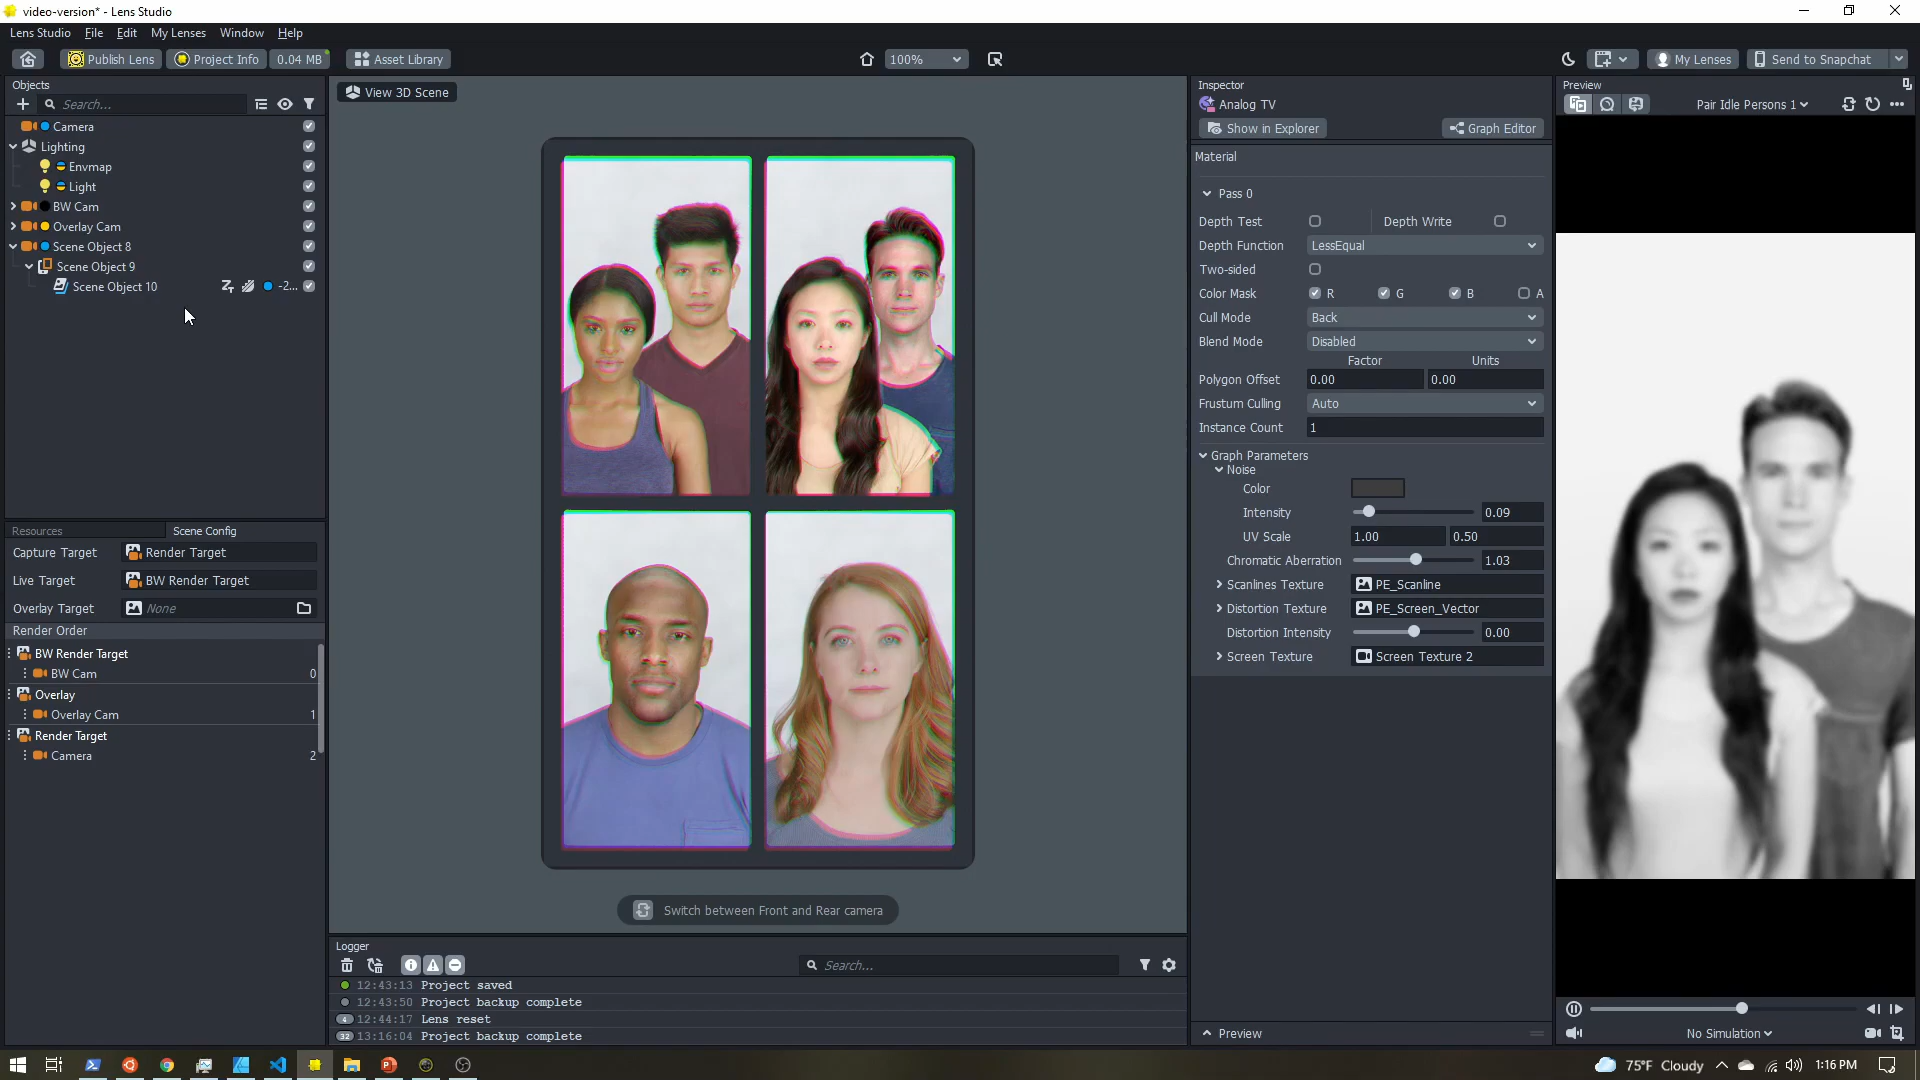 video-version* - Lens Studio
Lens Studio File Edit My Lenses Window Help
Publish Lens Project Info 0.04 MB Asset Library 100% My Lenses Send to Snapchat
Objects
Search...
Camera
Lighting
Envmap
Light
BW Cam
Overlay Cam
Scene Object 8
Scene Object 9
Scene Object 10 -2...
Resources Scene Config
Capture Target Render Target
Live Target BW Render Target
Overlay Target None
Render Order
BW Render Target
BW Cam 0
Overlay
Overlay Cam 1
Render Target
Camera 2
View 3D Scene
Switch between Front and Rear camera
Logger
Search...
12:43:13 Project saved
12:43:50 Project backup complete
4 12:44:17 Lens reset
32 13:16:04 Project backup complete
Inspector
Analog TV
Show in Explorer Graph Editor
Material
Pass 0
Depth Test Depth Write
Depth Function LessEqual
Two-sided
Color Mask R G B A
Cull Mode Back
Blend Mode Disabled
Factor Units
Polygon Offset 0.00 0.00
Frustum Culling Auto
Instance Count 1
Graph Parameters
Noise
Color
Intensity 0.09
UV Scale 1.00 0.50
Chromatic Aberration 1.03
Scanlines Texture PE_Scanline
Distortion Texture PE_Screen_Vector
Distortion Intensity 0.00
Screen Texture Screen Texture 2
Preview
Preview
Pair Idle Persons 1
No Simulation
75°F Cloudy 1:16 PM